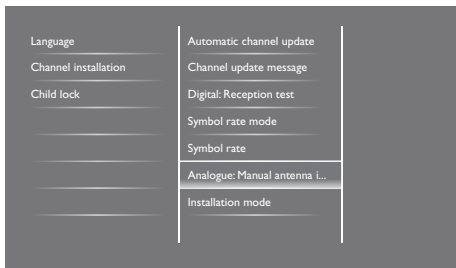 Language
Channel installation
Child lock
Automatic channel update
Channel update message
Digital: Reception test
Symbol rate mode
Symbol rate
Analogue: Manual antenna i...
Installation mode